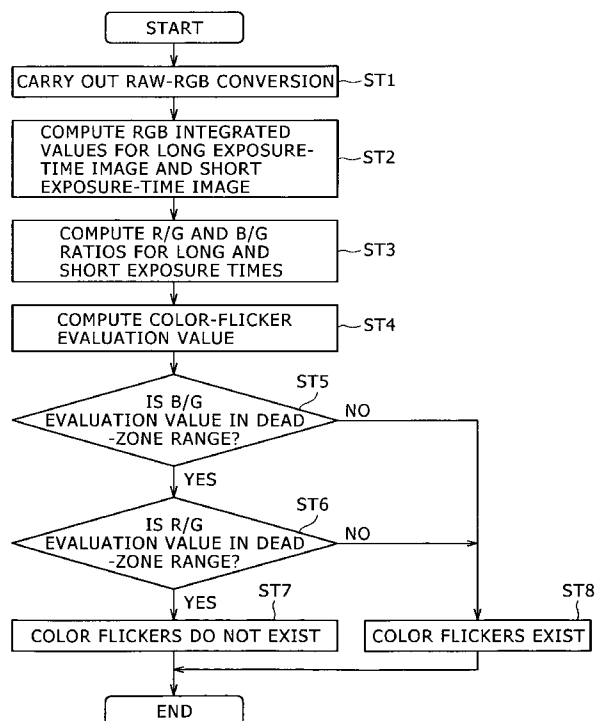 START
CARRY OUT RAW-RGB CONVERSION
ST1
COMPUTE RGB INTEGRATED
VALUES FOR LONG EXPOSURE-
TIME IMAGE AND SHORT
EXPOSURE-TIME IMAGE
ST2
COMPUTE R/G AND B/G
RATIOS FOR LONG AND
SHORT EXPOSURE TIMES
ST3
COMPUTE COLOR-FLICKER
EVALUATION VALUE
ST4
ST5
IS B/G
EVALUATION VALUE IN DEAD
-ZONE RANGE?
NO
YES
ST6
IS R/G
EVALUATION VALUE IN DEAD
-ZONE RANGE?
NO
YES
ST7
COLOR FLICKERS DO NOT EXIST
ST8
COLOR FLICKERS EXIST
END